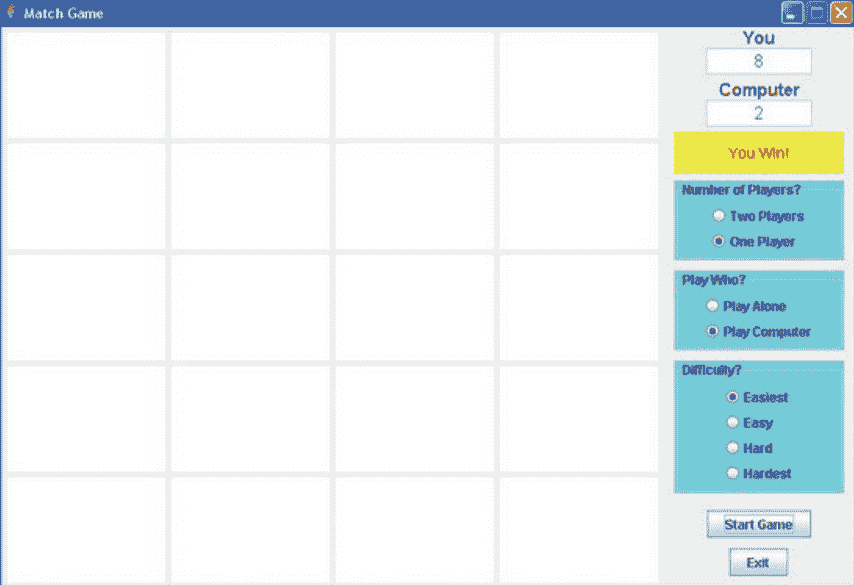 Match Game
You
8
Computer
2
You Win!
Number of Players?
Two Players
One Player
Play Who?
Play Alone
Play Computer
Difficulty?
Easiest
Easy
Hard
Hardest
Start Game
Exit